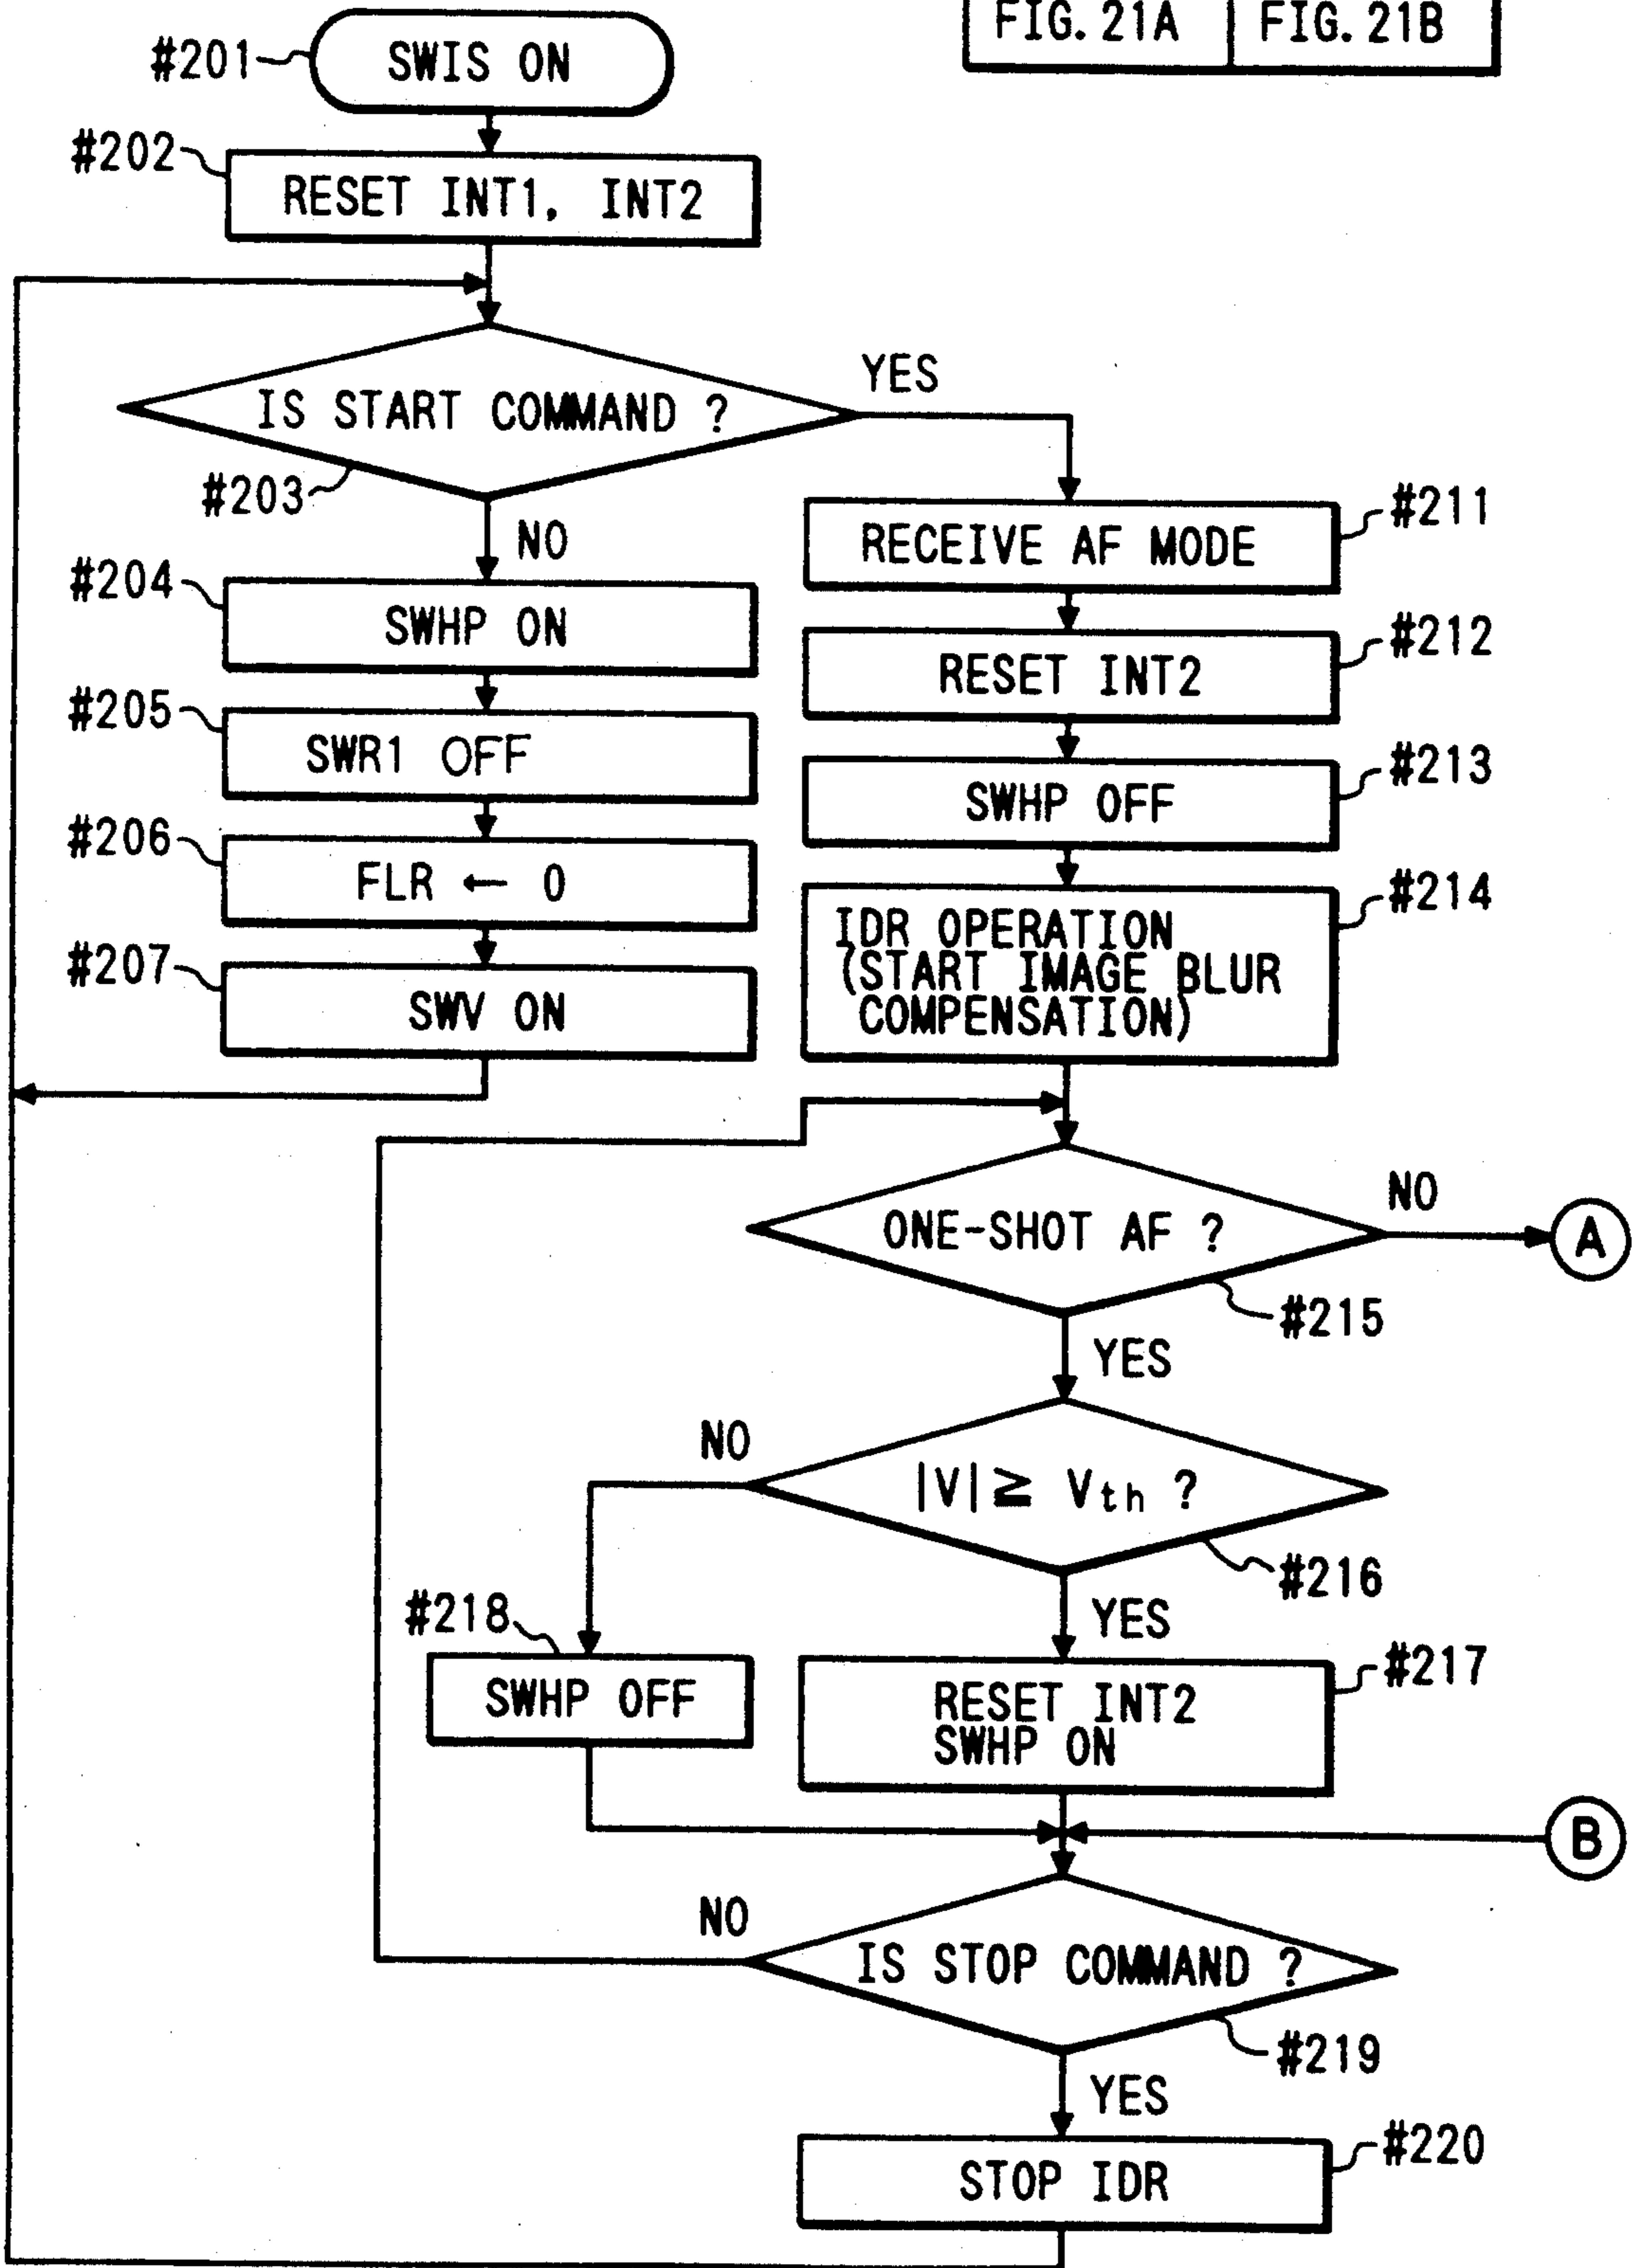 FIG. 21A FIG. 21B
#201 SWIS ON
#202 RESET INT1, INT2
IS START COMMAND ?
#203
YES
NO
#204 SWHP ON
#205 SWR1 OFF
#206 FLR ← 0
#207 SWV ON
RECEIVE AF MODE #211
RESET INT2 #212
SWHP OFF #213
IDR OPERATION #214
(START IMAGE BLUR
COMPENSATION)
ONE-SHOT AF ?
NO
A
#215
YES
|V| ≧ Vth ?
NO
#216
YES
#218
SWHP OFF
RESET INT2 #217
SWHP ON
B
IS STOP COMMAND ?
NO
#219
YES
STOP IDR #220